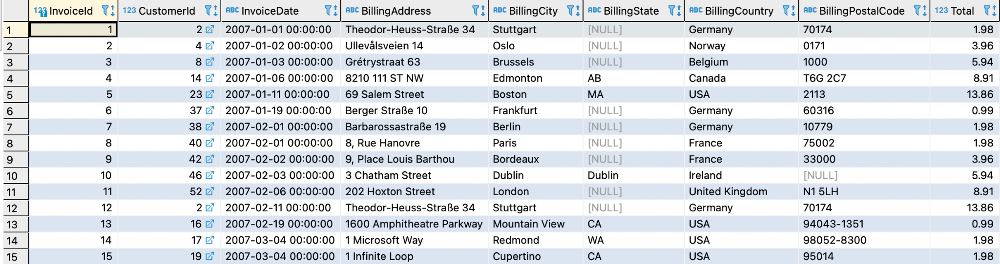 123 InvoiceId 123 CustomerId ABC InvoiceDate ABC BillingAddress ABC BillingCity ABC BillingState ABC BillingCountry ABC BillingPostalCode 123 Total
1 1 2 2007-01-01 00:00:00 Theodor-Heuss-Straße 34 Stuttgart [NULL] Germany 70174 1.98
2 2 4 2007-01-02 00:00:00 Ullevålsveien 14 Oslo [NULL] Norway 0171 3.96
3 3 8 2007-01-03 00:00:00 Grétrystraat 63 Brussels [NULL] Belgium 1000 5.94
4 4 14 2007-01-06 00:00:00 8210 111 ST NW Edmonton AB Canada T6G 2C7 8.91
5 5 23 2007-01-11 00:00:00 69 Salem Street Boston MA USA 2113 13.86
6 6 37 2007-01-19 00:00:00 Berger Straße 10 Frankfurt [NULL] Germany 60316 0.99
7 7 38 2007-02-01 00:00:00 Barbarossastraße 19 Berlin [NULL] Germany 10779 1.98
8 8 40 2007-02-01 00:00:00 8, Rue Hanovre Paris [NULL] France 75002 1.98
9 9 42 2007-02-02 00:00:00 9, Place Louis Barthou Bordeaux [NULL] France 33000 3.96
10 10 46 2007-02-03 00:00:00 3 Chatham Street Dublin Dublin Ireland [NULL] 5.94
11 11 52 2007-02-06 00:00:00 202 Hoxton Street London [NULL] United Kingdom N1 5LH 8.91
12 12 2 2007-02-11 00:00:00 Theodor-Heuss-Straße 34 Stuttgart [NULL] Germany 70174 13.86
13 13 16 2007-02-19 00:00:00 1600 Amphitheatre Parkway Mountain View CA USA 94043-1351 0.99
14 14 17 2007-03-04 00:00:00 1 Microsoft Way Redmond WA USA 98052-8300 1.98
15 15 19 2007-03-04 00:00:00 1 Infinite Loop Cupertino CA USA 95014 1.98